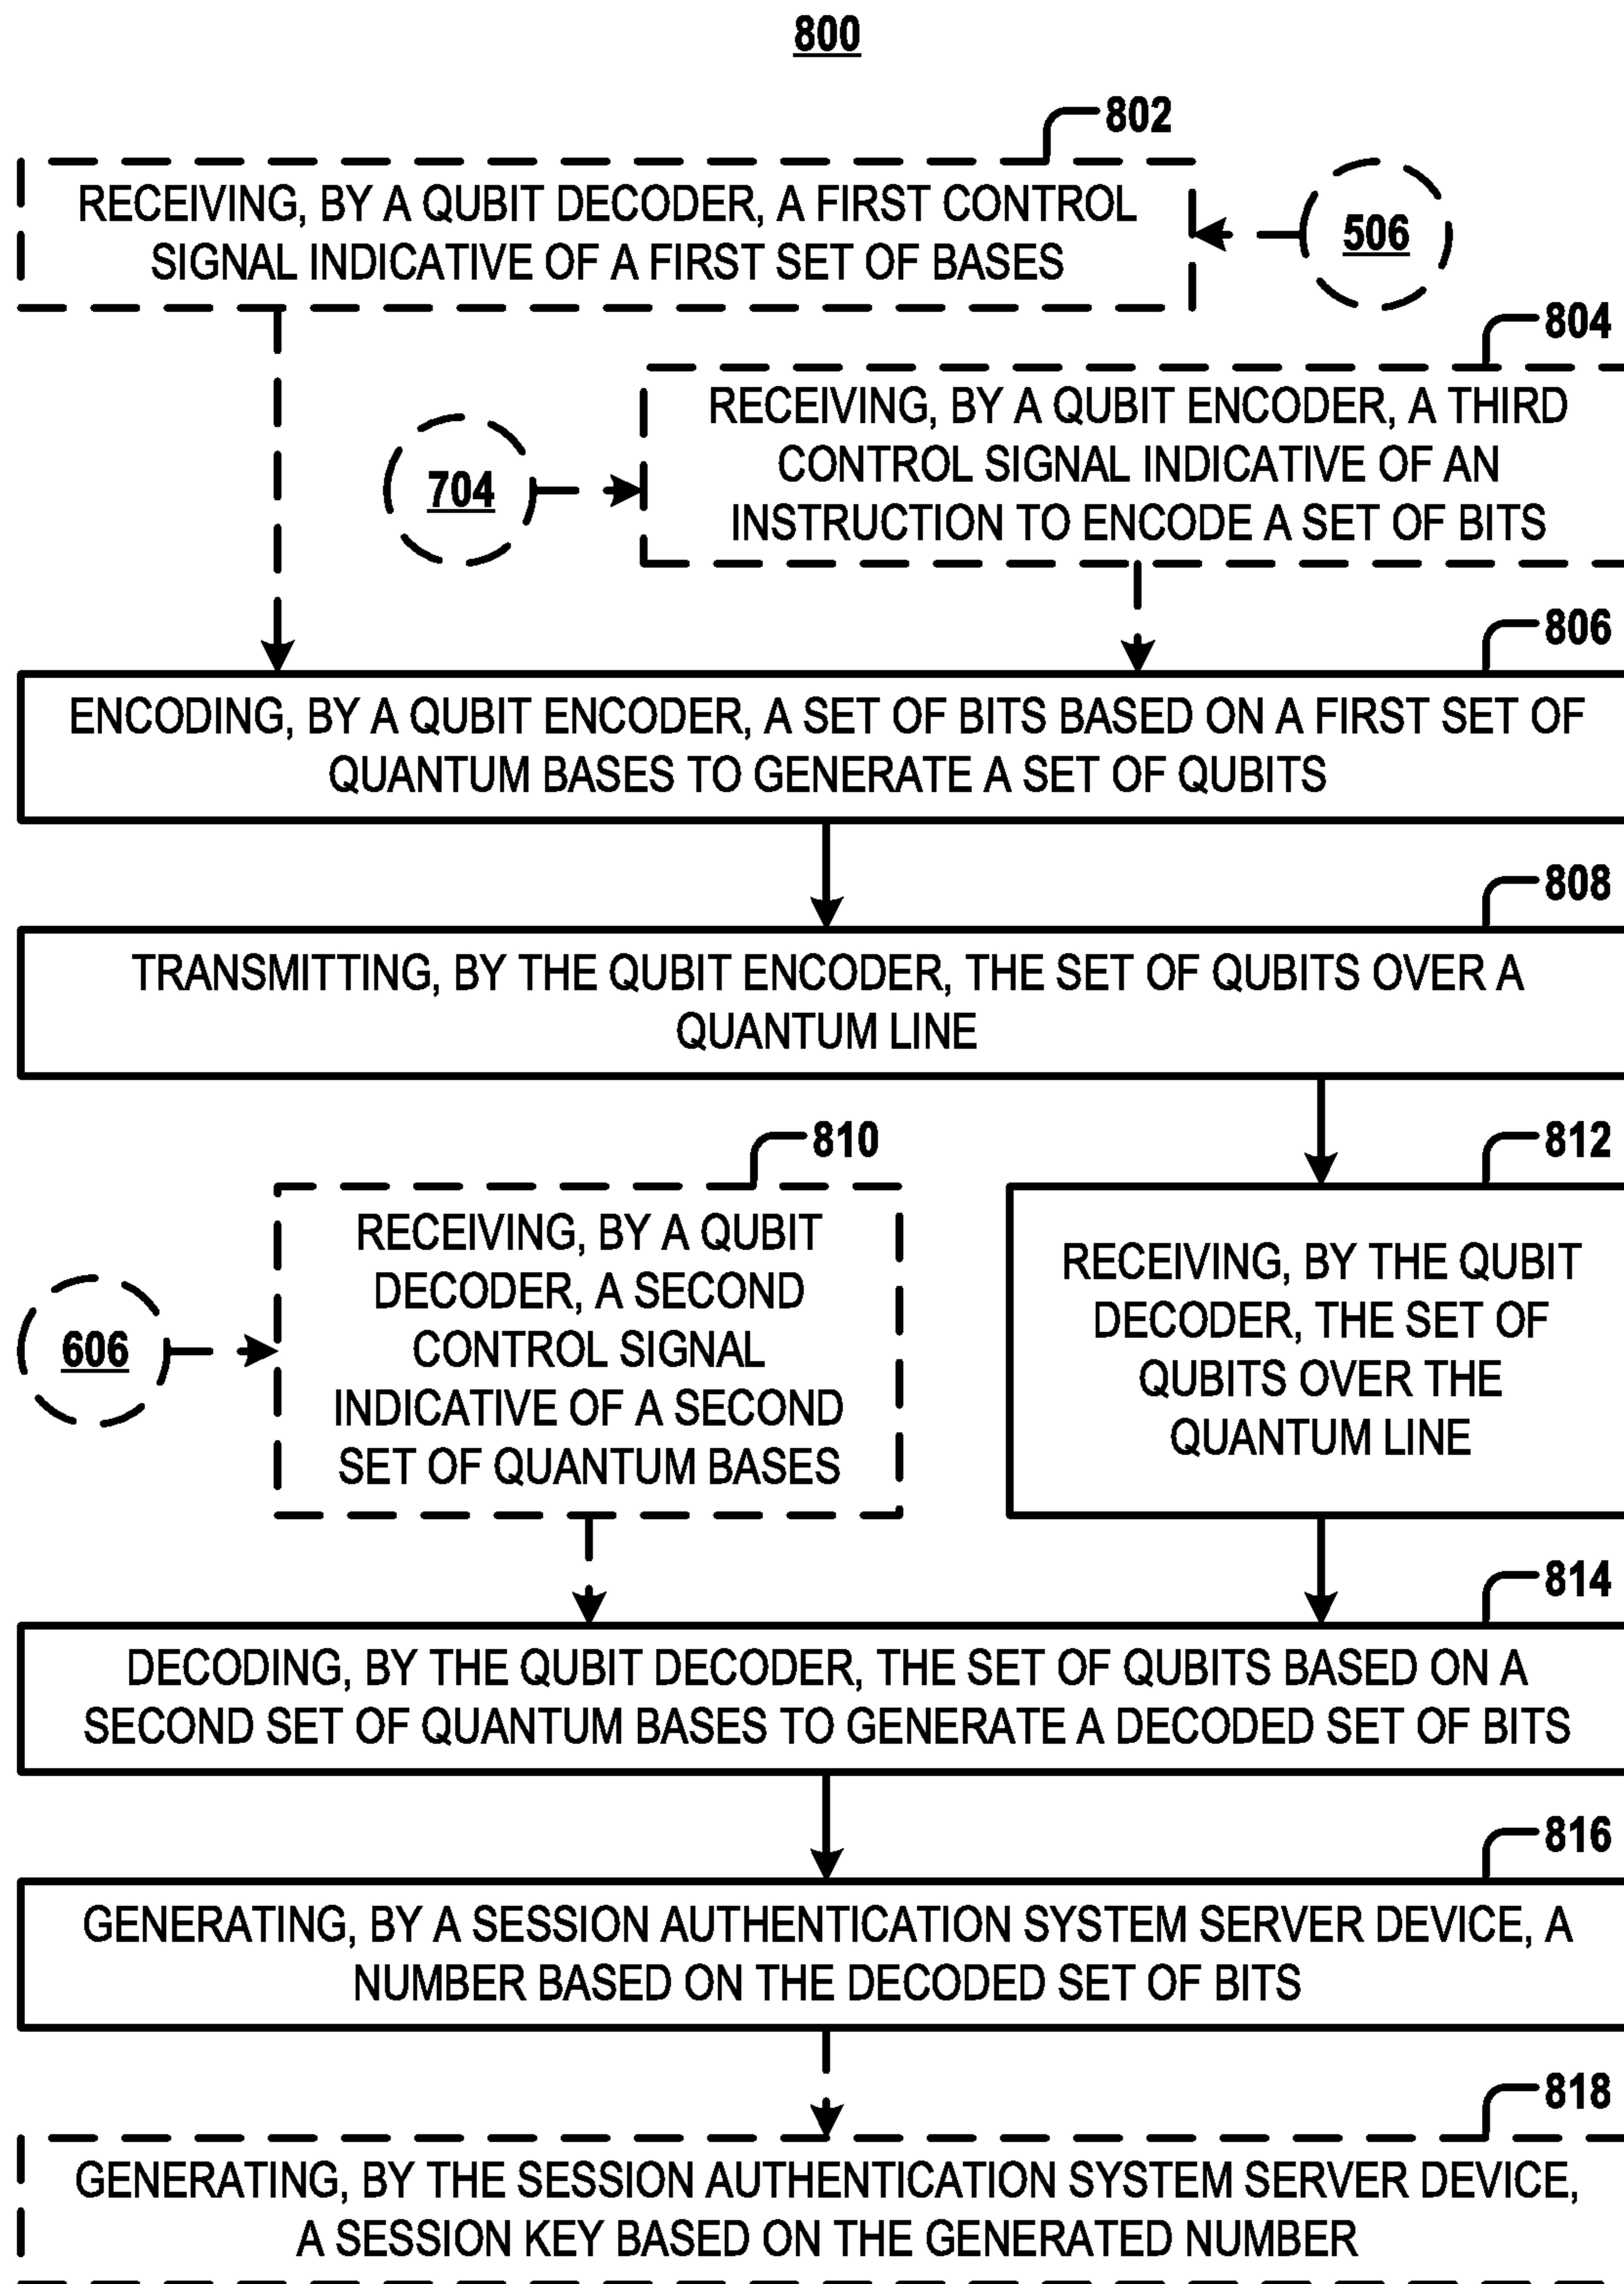 800
802
RECEIVING, BY A QUBIT DECODER, A FIRST CONTROL
SIGNAL INDICATIVE OF A FIRST SET OF BASES
506
804
RECEIVING, BY A QUBIT ENCODER, A THIRD
CONTROL SIGNAL INDICATIVE OF AN
INSTRUCTION TO ENCODE A SET OF BITS
704
806
ENCODING, BY A QUBIT ENCODER, A SET OF BITS BASED ON A FIRST SET OF
QUANTUM BASES TO GENERATE A SET OF QUBITS
808
TRANSMITTING, BY THE QUBIT ENCODER, THE SET OF QUBITS OVER A
QUANTUM LINE
810
RECEIVING, BY A QUBIT
DECODER, A SECOND
CONTROL SIGNAL
INDICATIVE OF A SECOND
SET OF QUANTUM BASES
606
812
RECEIVING, BY THE QUBIT
DECODER, THE SET OF
QUBITS OVER THE
QUANTUM LINE
814
DECODING, BY THE QUBIT DECODER, THE SET OF QUBITS BASED ON A
SECOND SET OF QUANTUM BASES TO GENERATE A DECODED SET OF BITS
816
GENERATING, BY A SESSION AUTHENTICATION SYSTEM SERVER DEVICE, A
NUMBER BASED ON THE DECODED SET OF BITS
818
GENERATING, BY THE SESSION AUTHENTICATION SYSTEM SERVER DEVICE,
A SESSION KEY BASED ON THE GENERATED NUMBER